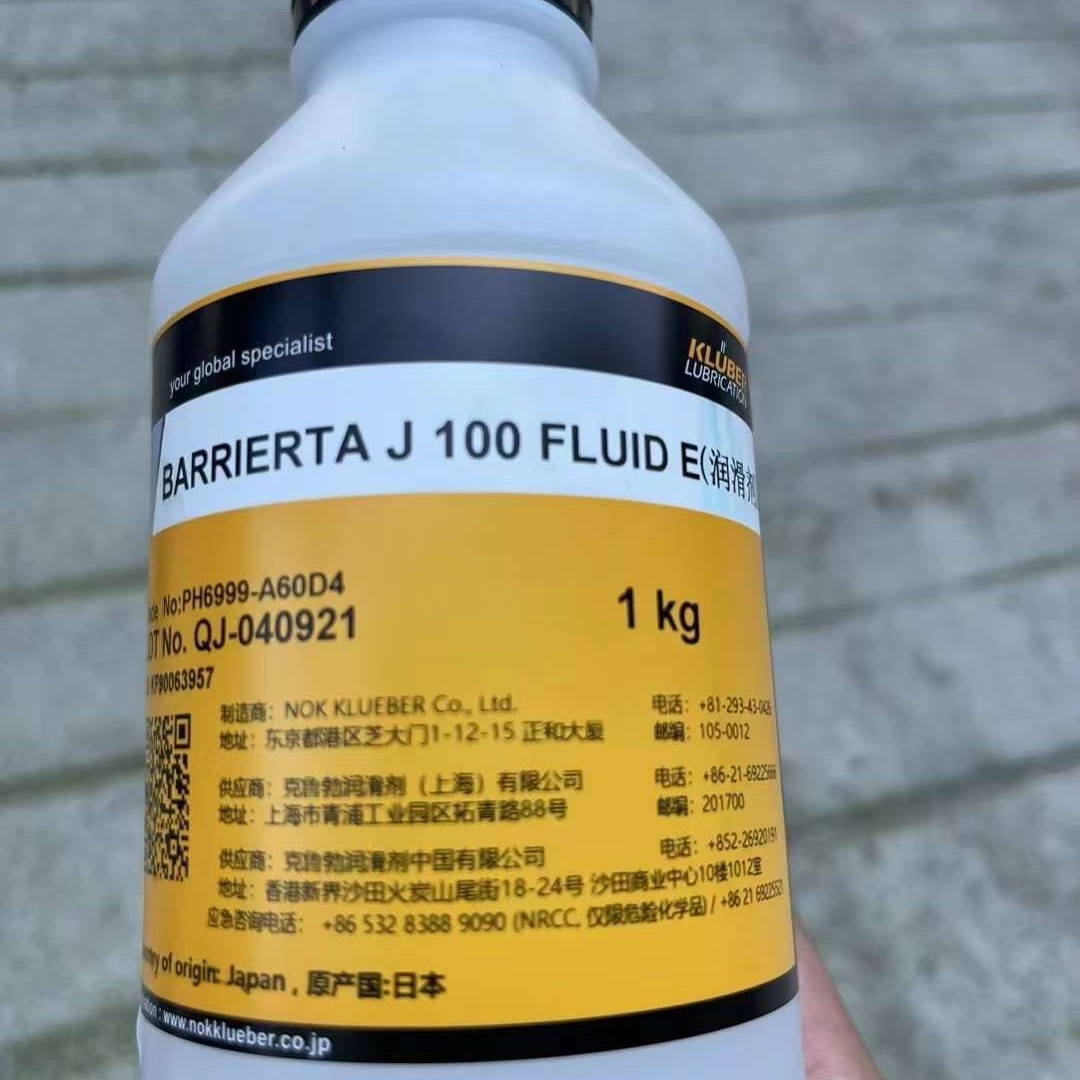 your global specialist
KLÜBER
LUBRICATION
BARRIERTA J 100 FLUID E(润滑剂
No:PH6999-A60D4
1 kg
No. QJ-040921
KP90063957
制造商：NOK KLUEBER Co., Ltd.
电话：+81-293-43-0426
地址：东京都港区芝大门1-12-15 正和大厦
邮编：105-0012
供应商：克鲁勃润滑剂（上海）有限公司
电话：+86-21-69225666
地址：上海市青浦工业园区拓青路88号
邮编：201700
供应商：克鲁勃润滑剂中国有限公司
电话：+852-26920191
地址：香港新界沙田火炭山尾街18-24号 沙田商业中心10楼1012室
应急咨询电话： +86 532 8388 9090 (NRCC, 仅限危险化学品) / +86 21 69225521
of origin: Japan , 原产国:日本
: www.nokklueber.co.jp